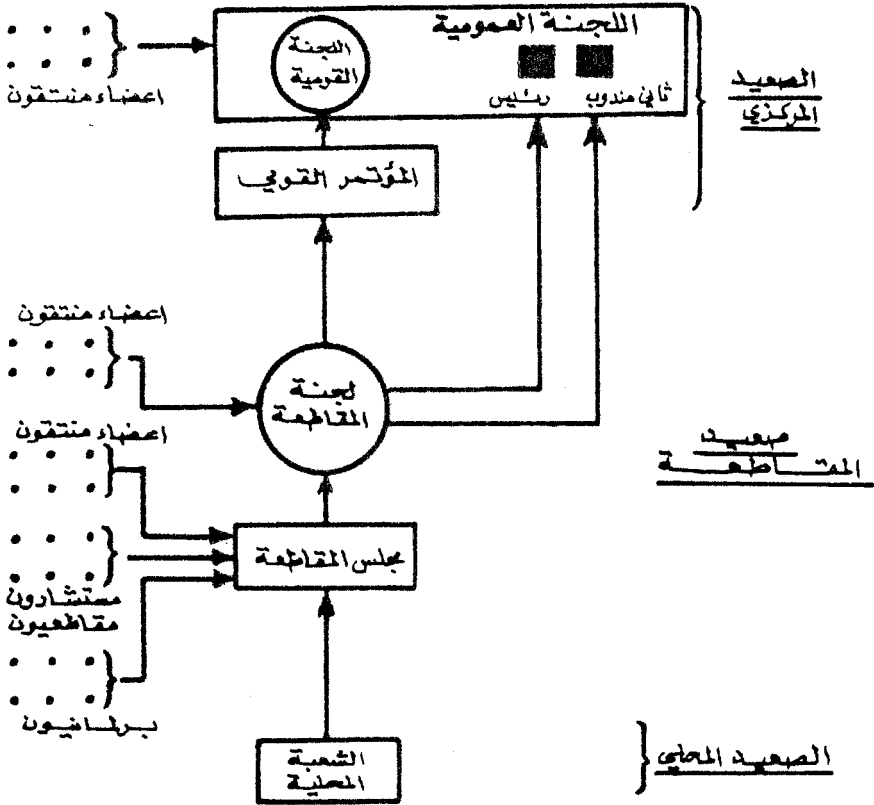 اللجنة العمومية
اللجنة
القومية
ثاني مندوب
رئيس
اعضاء منتقون
الصعيد
المركزي
المؤتمر القومي
اعضاء منتقون
لجنة
المقاطعة
اعضاء منتقون
صعيد
المقاطعة
مجلس المقاطعة
مستشارون
مقاطعيون
برلمانيون
الشعبة
المحلية
الصعيد المحلي